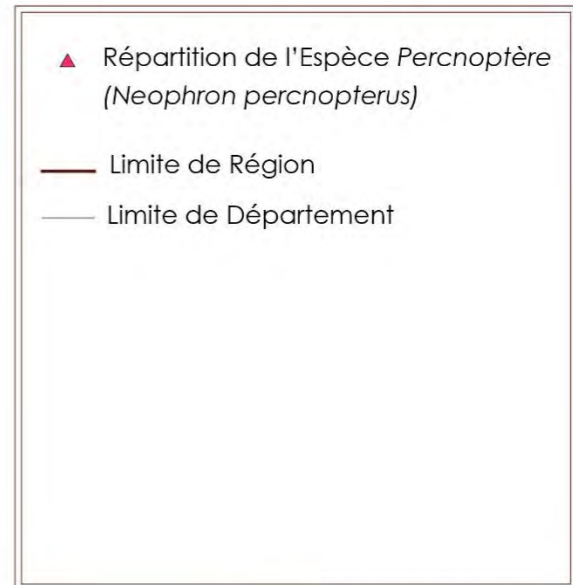 Répartition de l'Espèce Percnoptère
(Neophron percnopterus)
Limite de Région
Limite de Département